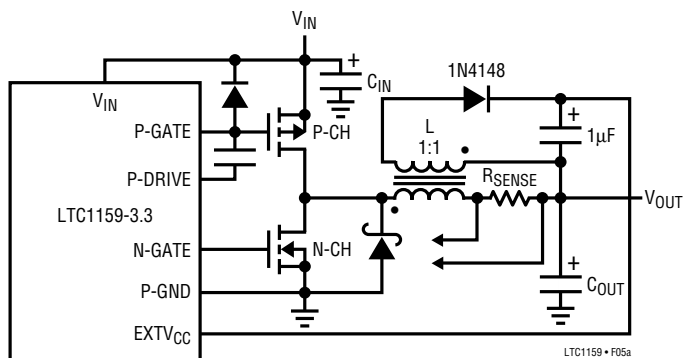 V_IN
+
C_IN
1N4148
V_IN
P-GATE
P-CH
L
1:1
+
1µF
P-DRIVE
R_SENSE
V_OUT
LTC1159-3.3
N-GATE
N-CH
+
C_OUT
P-GND
EXTV_CC
LTC1159 • F05a